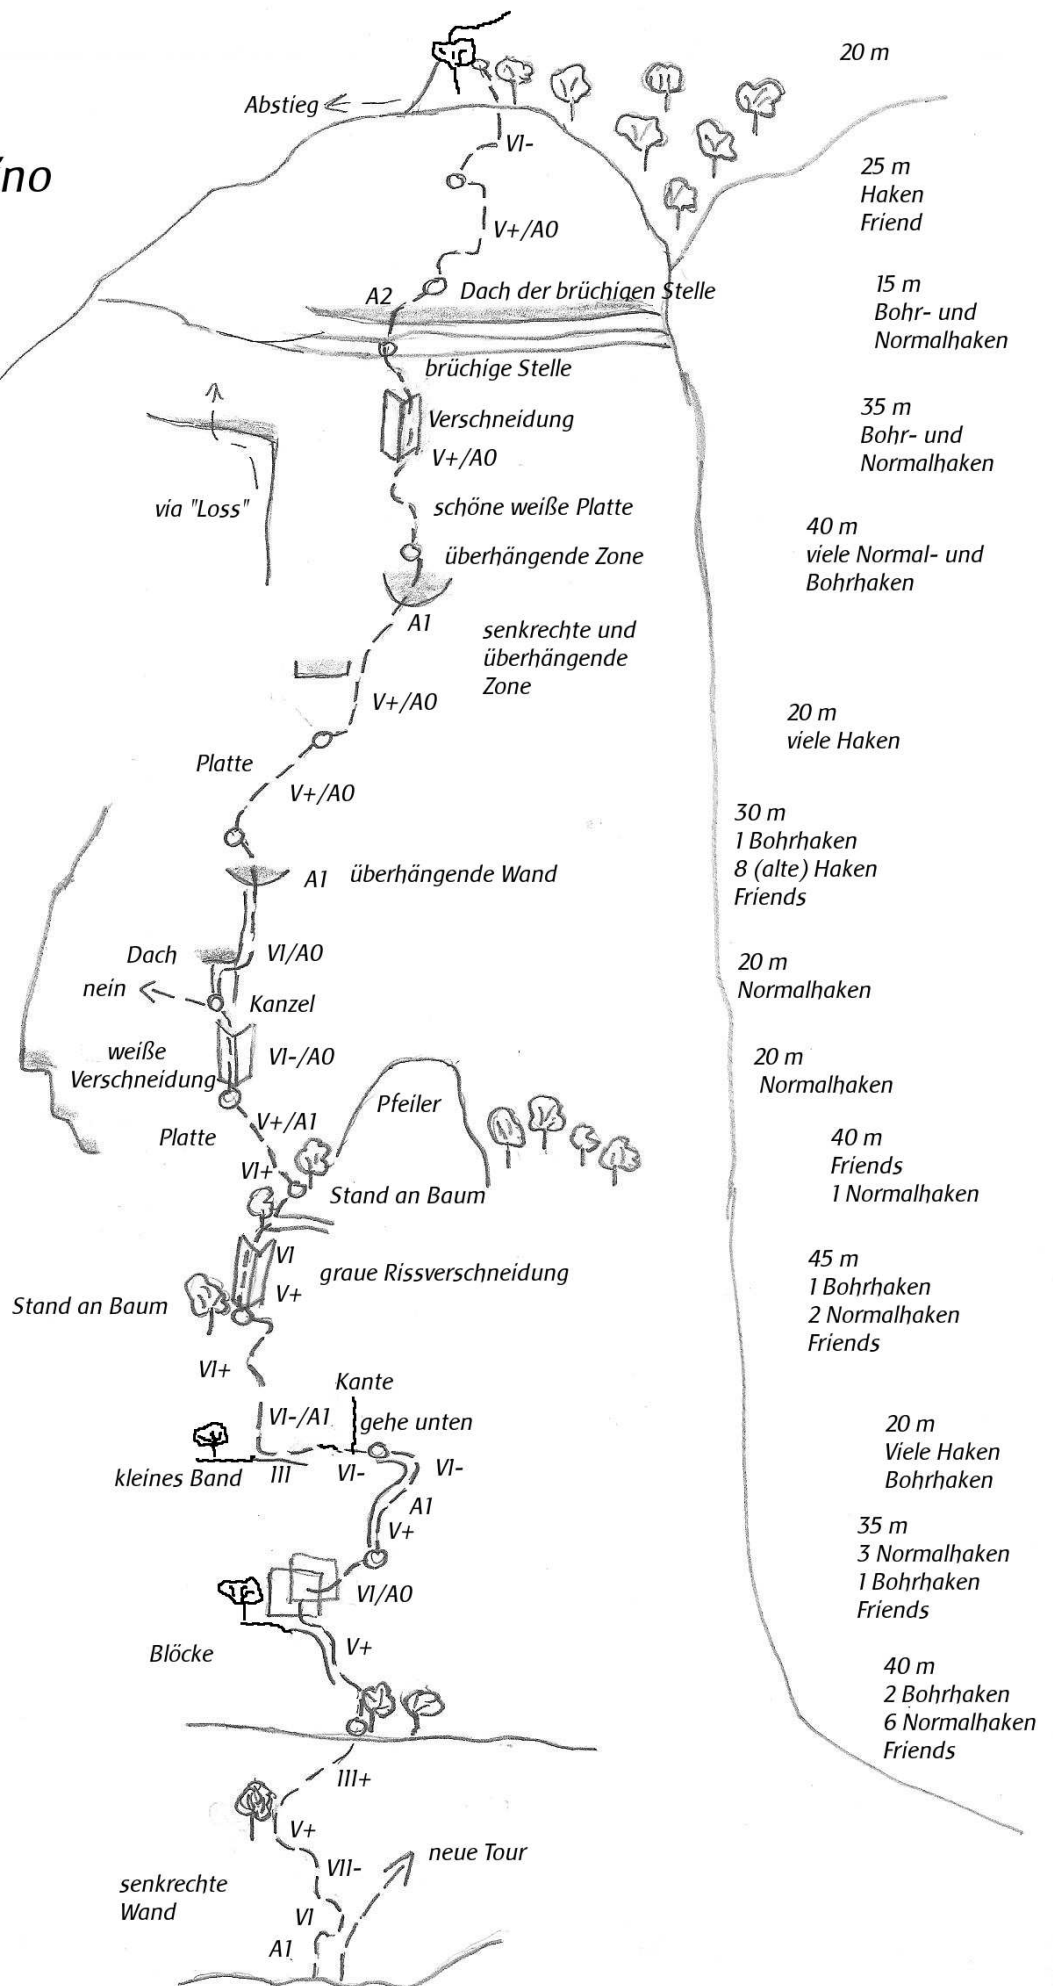 20 m
Abstieg
VI-
no
25 m
Haken
Friend
V+/A0
A2
Dach der brüchigen Stelle
15 m
Bohr- und
Normalhaken
brüchige Stelle
Verschneidung
V+/A0
35 m
Bohr- und
Normalhaken
via "Loss"
schöne weiße Platte
überhängende Zone
40 m
viele Normal- und
Bohrhaken
A1
senkrechte und
überhängende
Zone
V+/A0
20 m
viele Haken
Platte
V+/A0
30 m
1 Bohrhaken
8 (alte) Haken
Friends
A1
überhängende Wand
Dach
VI/A0
nein
Kanzel
20 m
Normalhaken
weiße
Verschneidung
VI-/A0
20 m
Normalhaken
Pfeiler
V+/A1
Platte
VI+
Stand an Baum
40 m
Friends
1 Normalhaken
VI
graue Rissverschneidung
V+
Stand an Baum
45 m
1 Bohrhaken
2 Normalhaken
Friends
VI+
Kante
VI-/A1
gehe unten
kleines Band
III
VI-
VI-
20 m
Viele Haken
Bohrhaken
A1
V+
35 m
3 Normalhaken
1 Bohrhaken
Friends
VI/A0
V+
Blöcke
40 m
2 Bohrhaken
6 Normalhaken
Friends
III+
V+
neue Tour
VII-
senkrechte
Wand
VI
A1